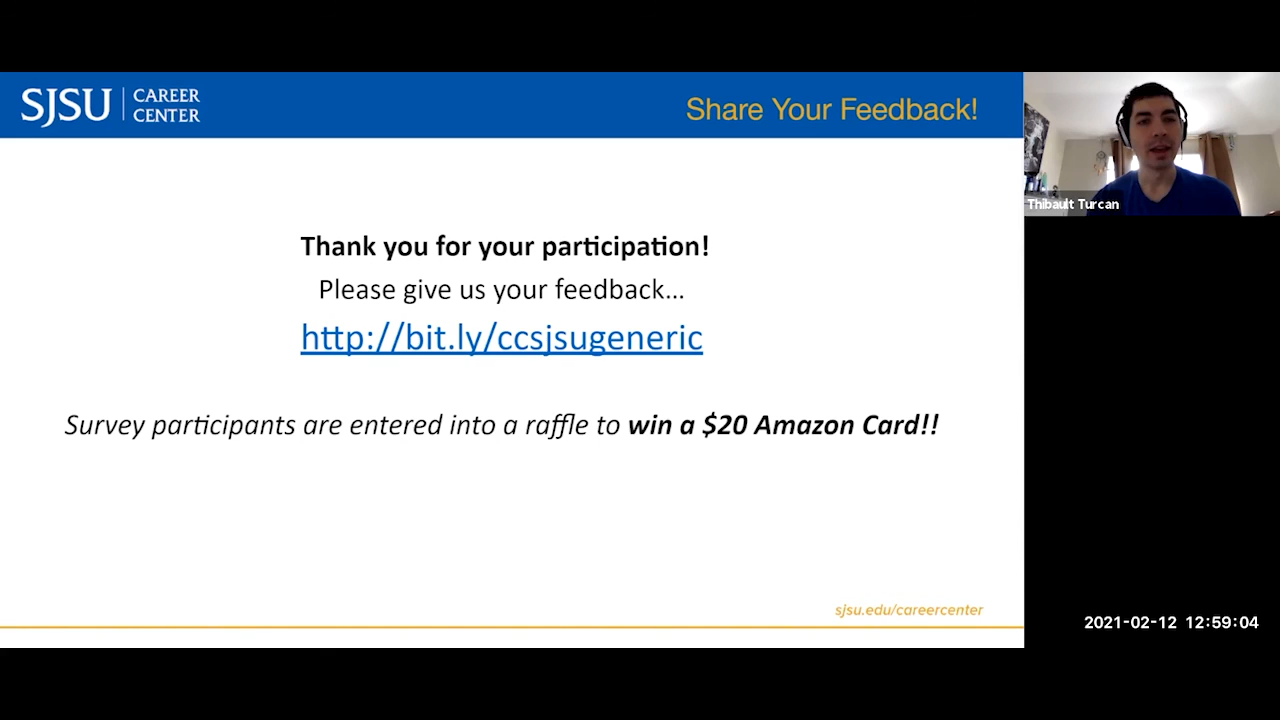 SJSU
CAREER
CENTER
Share Your Feedback!
Thibault Turcan
Thank you for your participation!
Please give us your feedback...
http://bit.ly/ccsjsugeneric
Survey participants are entered into a raffle to win a $20 Amazon Card!!
sjsu.edu/careercenter
2021-02-12 12:59:04